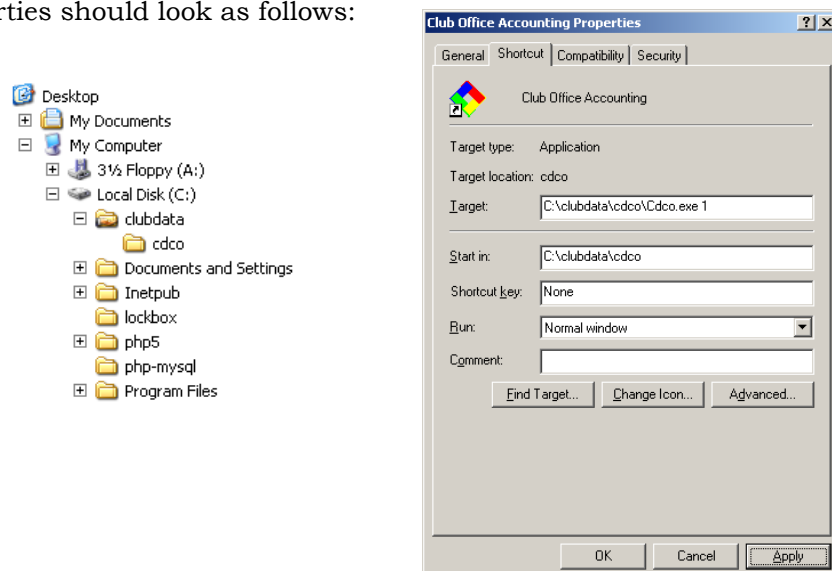 rties should look as follows:
Desktop
My Documents
My Computer
3½ Floppy (A:)
Local Disk (C:)
clubdata
cdco
Documents and Settings
Inetpub
lockbox
php5
php-mysql
Program Files
Club Office Accounting Properties
General Shortcut Compatibility Security
Club Office Accounting
Target type: Application
Target location: cdco
Target: C:\clubdata\cdco\Cdco.exe 1
Start in: C:\clubdata\cdco
Shortcut key: None
Run: Normal window
Comment:
Find Target... Change Icon... Advanced...
OK Cancel Apply